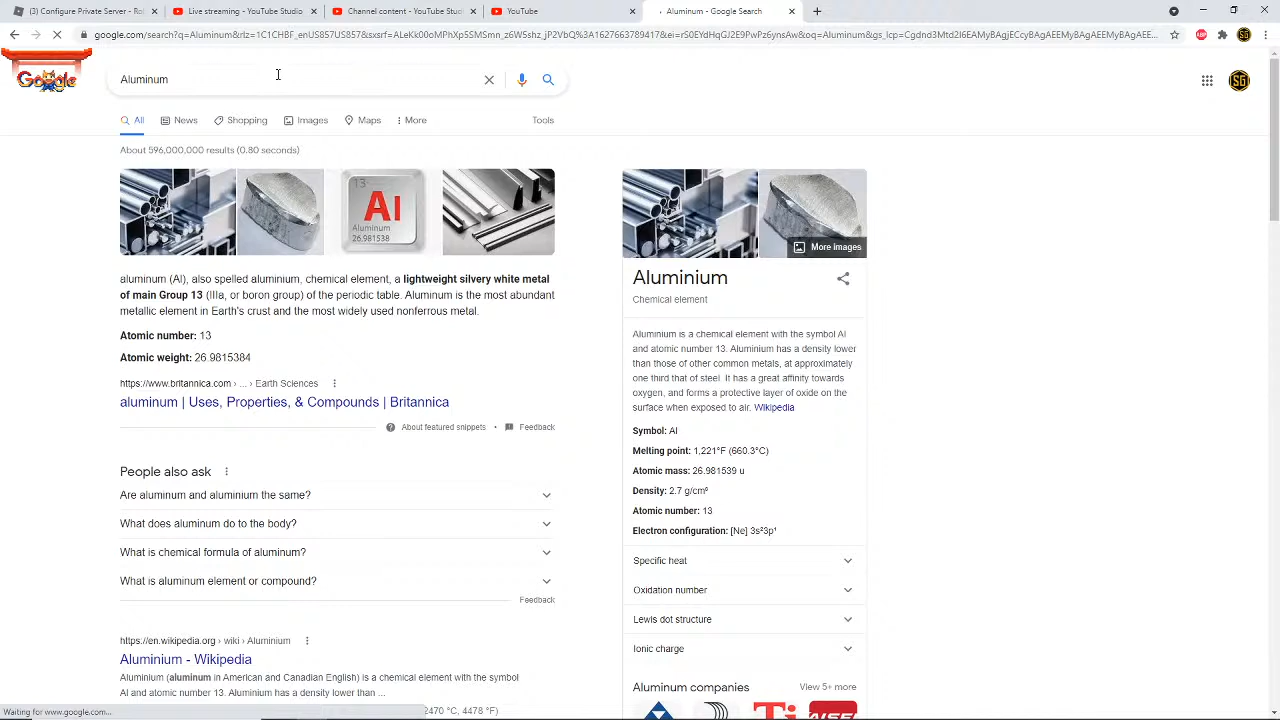 Configure Private Server - Ro
Live streaming - YouTube Studio
Channel content - YouTube Studi
YouTube
Aluminum - Google Search
google.com/search?q=Aluminum&rlz=1C1CHBF_enUS857US857&sxsrf=
Google
Aluminum
SG
All
News
Shopping
Images
Maps
More
Tools
About 596,000,000 results (0.80 seconds)
13
Al
Aluminum
26.981538
More images
aluminum (Al), also spelled aluminium, chemical element, a lightweight silvery white metal
of main Group 13 (IIIa, or boron group) of the periodic table. Aluminum is the most abundant
metallic element in Earth's crust and the most widely used nonferrous metal.
Atomic number: 13
Atomic weight: 26.9815384
https://www.britannica.com › ... › Earth Sciences
aluminum | Uses, Properties, & Compounds | Britannica
About featured snippets • Feedback
People also ask
Are aluminum and aluminium the same?
What does aluminum do to the body?
What is chemical formula of aluminum?
What is aluminum element or compound?
Feedback
https://en.wikipedia.org › wiki › Aluminium
Aluminium - Wikipedia
Aluminium (aluminum in American and Canadian English) is a chemical element with the symbol
Al and atomic number 13. Aluminium has a density lower than ...
2470 °C, 4478 °F)
Waiting for www.google.com...
Aluminium
Chemical element
Aluminium is a chemical element with the symbol Al
and atomic number 13. Aluminium has a density lower
than those of other common metals, at approximately
one third that of steel. It has a great affinity towards
oxygen, and forms a protective layer of oxide on the
surface when exposed to air. Wikipedia
Symbol: Al
Melting point: 1,221°F (660.3°C)
Atomic mass: 26.981539 u
Density: 2.7 g/cm³
Atomic number: 13
Electron configuration: [Ne] 3s²3p¹
Specific heat
Oxidation number
Lewis dot structure
Ionic charge
Aluminum companies
View 5+ more